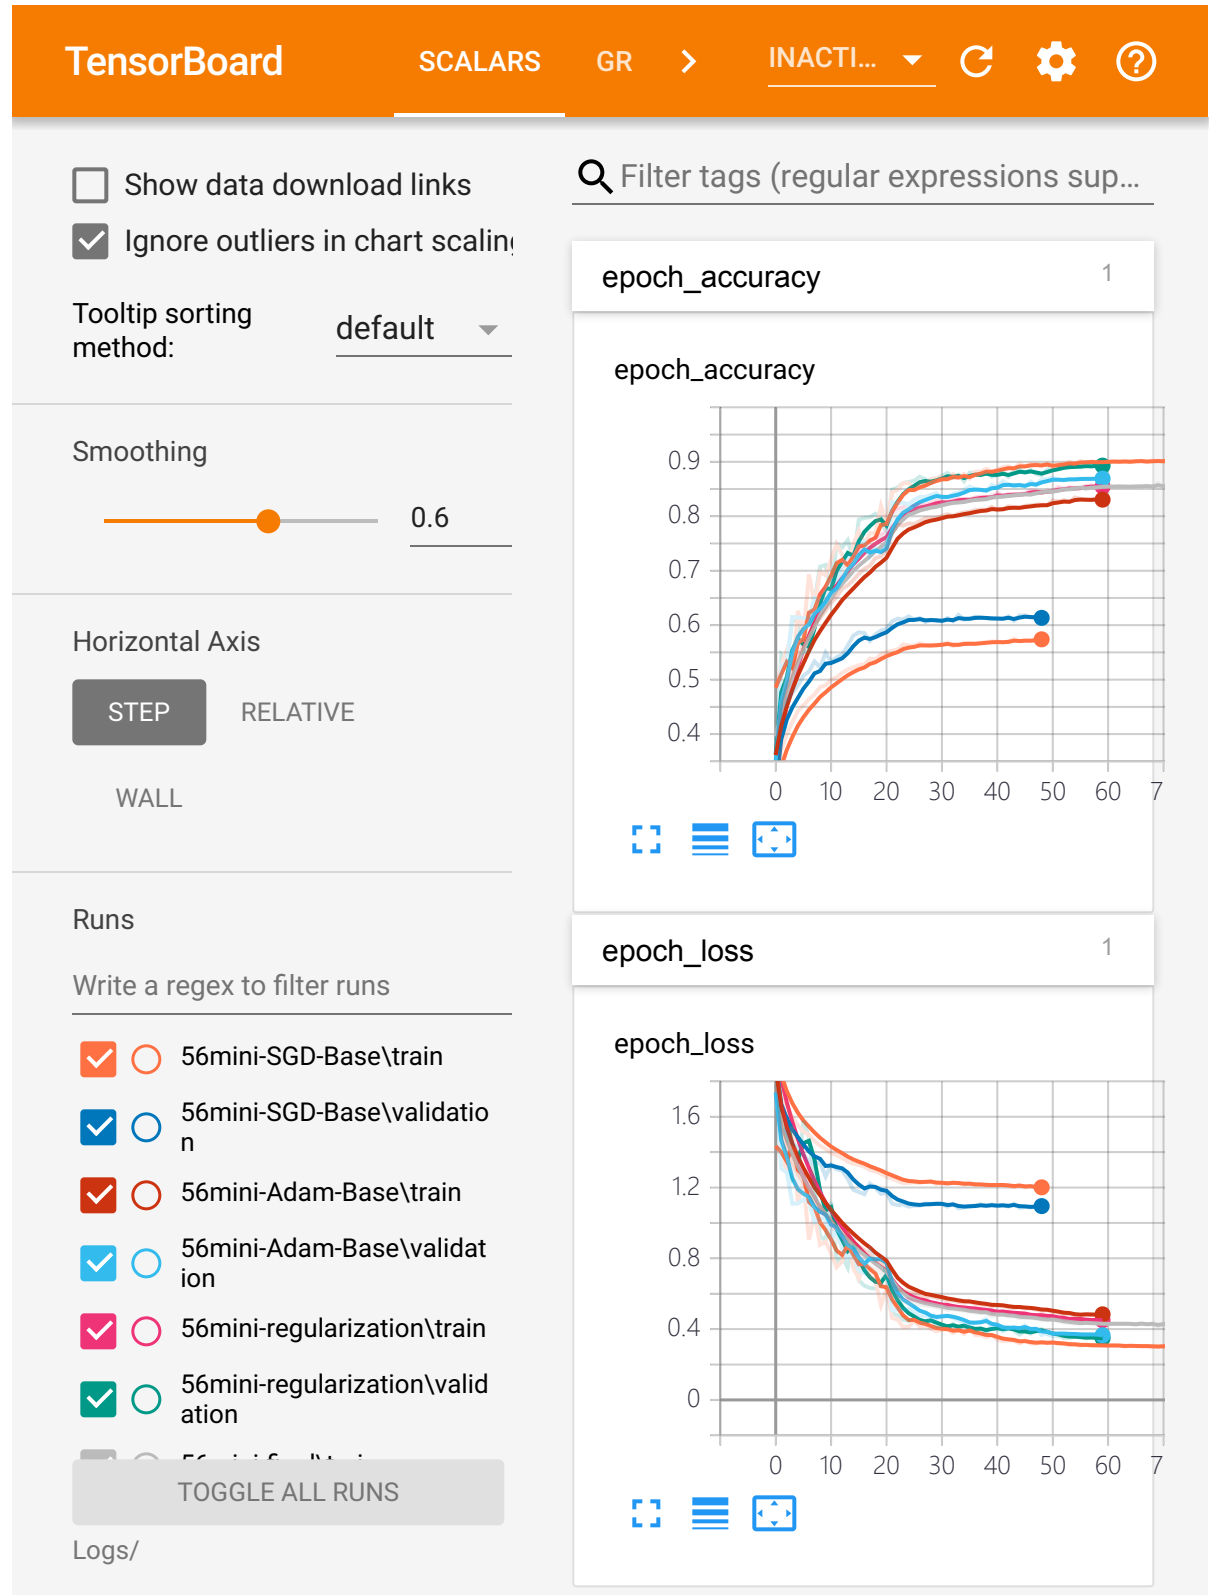 TensorBoard SCALARS GR INACTI...
Show data download links
Ignore outliers in chart scaling
Tooltip sorting
method:
default
Smoothing
0.6
Horizontal Axis
STEP RELATIVE
WALL
Runs
Write a regex to filter runs
56mini-SGD-Base\train
56mini-SGD-Base\validatio
n
56mini-Adam-Base\train
56mini-Adam-Base\validat
ion
56mini-regularization\train
56mini-regularization\valid
ation
TOGGLE ALL RUNS
Logs/
Filter tags (regular expressions sup...
epoch_accuracy 1
epoch_accuracy
0.9
0.8
0.7
0.6
0.5
0.4
0 10 20 30 40 50 60 7
epoch_loss 1
epoch_loss
1.6
1.2
0.8
0.4
0
0 10 20 30 40 50 60 7